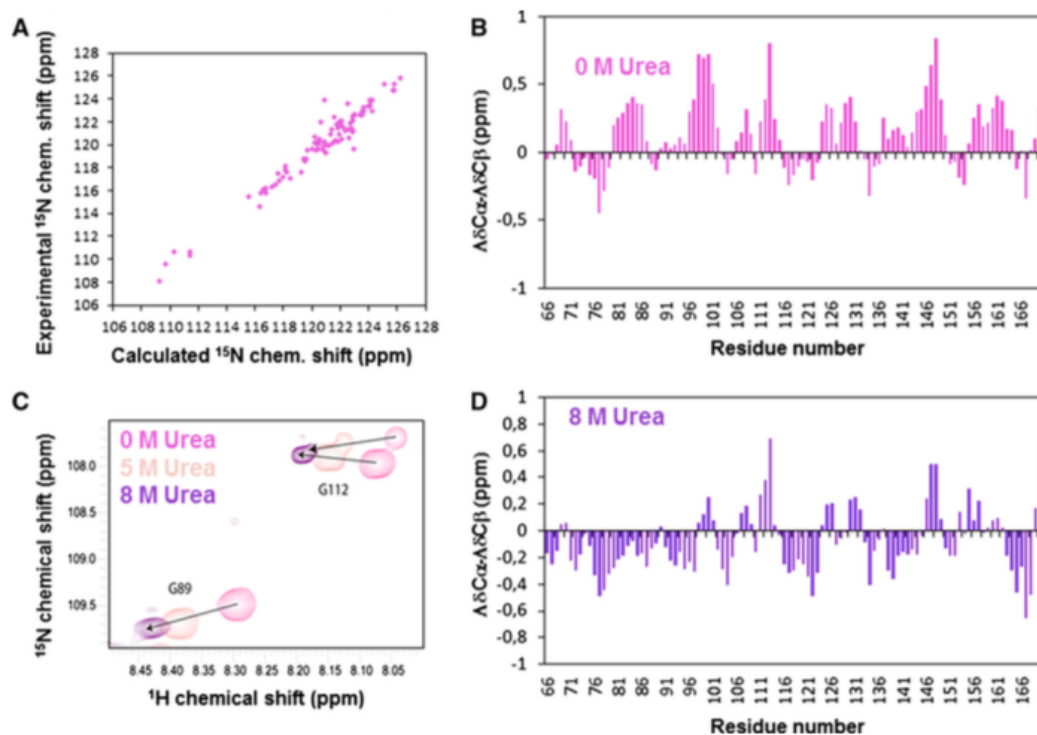 A
Experimental ¹⁵N chem. shift (ppm)
128
126
124
122
120
118
116
114
112
110
108
106
106 108 110 112 114 116 118 120 122 124 126 128
Calculated ¹⁵N chem. shift (ppm)
B
0 M Urea
ΔδCα-ΔδCβ (ppm)
1
0,5
0
-0,5
-1
66 71 76 81 86 91 96 101 106 111 116 121 126 131 136 141 146 151 156 161 166
Residue number
C
0 M Urea
5 M Urea
8 M Urea
G112
G89
¹⁵N chemical shift (ppm)
108.0
108.5
109.0
109.5
8.45 8.40 8.35 8.30 8.25 8.20 8.15 8.10 8.05
¹H chemical shift (ppm)
D
8 M Urea
ΔδCα-ΔδCβ (ppm)
1
0,8
0,6
0,4
0,2
0
-0,2
-0,4
-0,6
-0,8
-1
66 71 76 81 86 91 96 101 106 111 116 121 126 131 136 141 146 151 156 161 166
Residue number